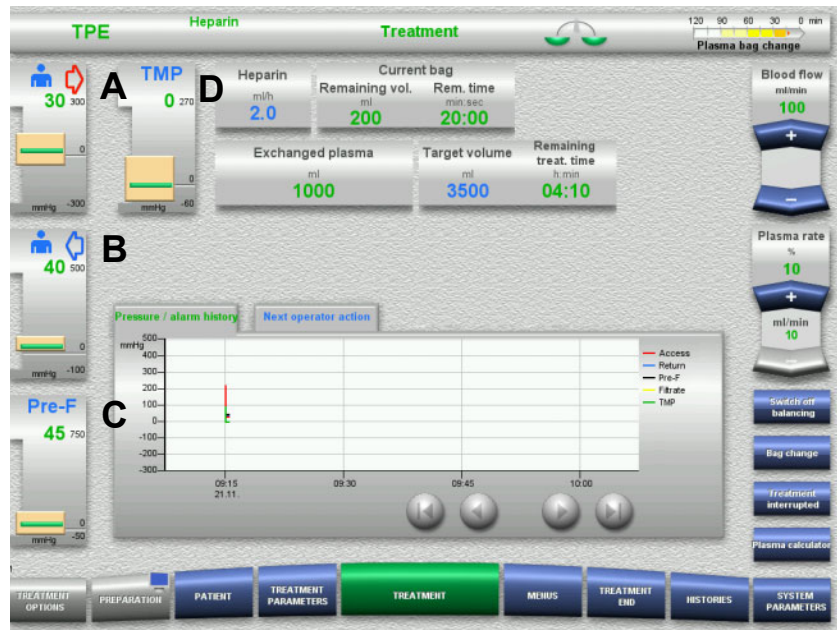 TPE
Heparin
Treatment
120 90 60 30 0 min
Plasma bag change
A
30 300
0
mmHg -300
TMP
0 270
0
mmHg -60
D
Heparin
ml/h
2.0
Current bag
Remaining vol. Rem. time
ml min:sec
200 20:00
Exchanged plasma
ml
1000
Target volume
ml
3500
Remaining
treat. time
h:min
04:10
Blood flow
ml/min
100
+
–
B
40 500
0
mmHg -100
Plasma rate
%
10
+
ml/min
10
–
Pressure / alarm history
Next operator action
C
mmHg
500
400
300
200
100
0
-100
-200
-300
09:15 09:30 09:45 10:00
21.11.
Access
Return
Pre-F
Filtrate
TMP
Pre-F
45 750
0
mmHg -50
Switch off
balancing
Bag change
Treatment
interrupted
Plasma calculator
TREATMENT
OPTIONS
PREPARATION
PATIENT
TREATMENT
PARAMETERS
TREATMENT
MENUS
TREATMENT
END
HISTORIES
SYSTEM
PARAMETERS